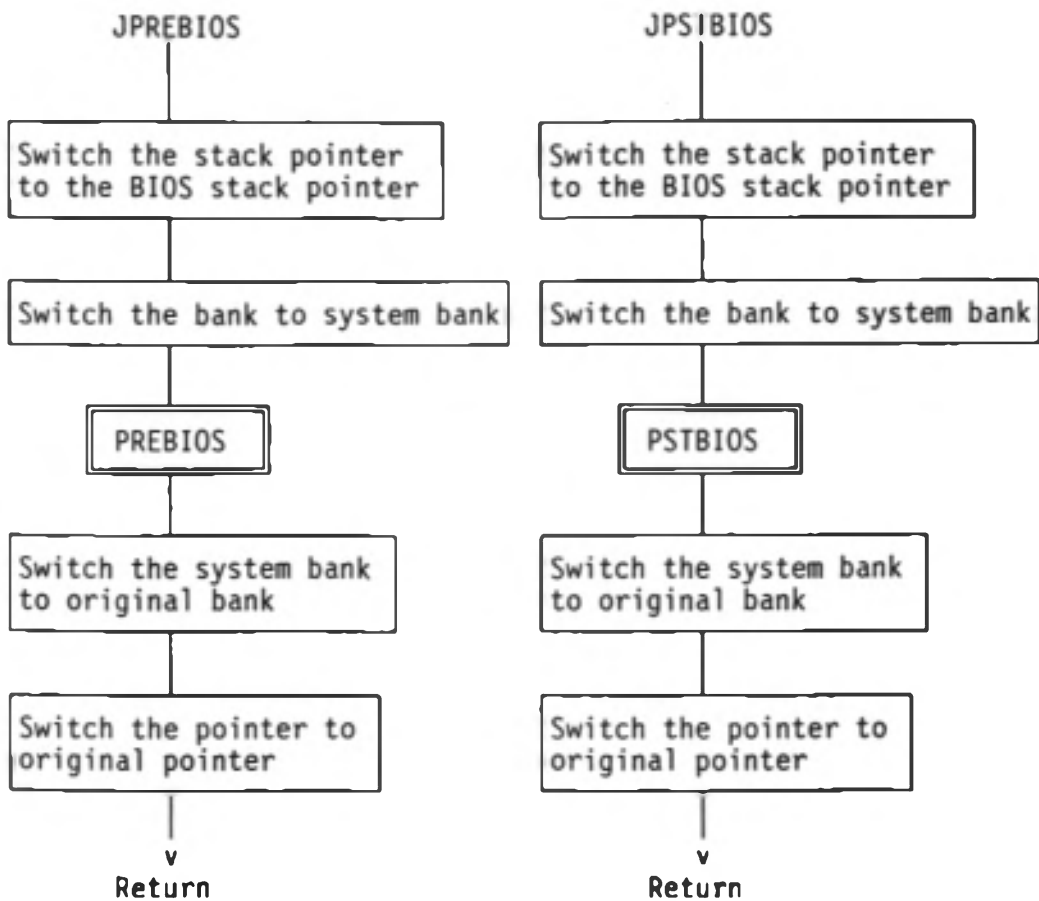 JPREBIOS
Switch the stack pointer
to the BIOS stack pointer
Switch the bank to system bank
PREBIOS
Switch the system bank
to original bank
Switch the pointer to
original pointer
v
Return
JPSTBIOS
Switch the stack pointer
to the BIOS stack pointer
Switch the bank to system bank
PSTBIOS
Switch the system bank
to original bank
Switch the pointer to
original pointer
v
Return